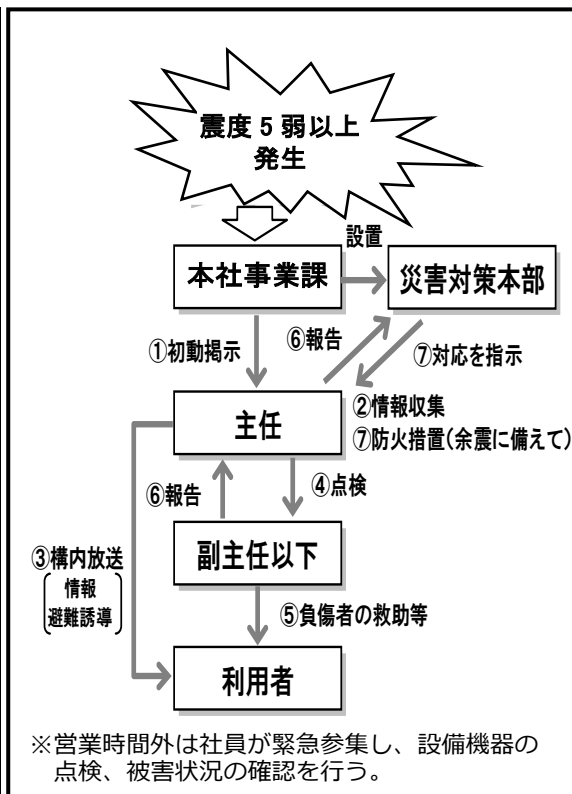 震度5弱以上
発生
設置
本社事業課
災害対策本部
①初動掲示
⑥報告
⑦対応を指示
主任
②情報収集
⑦防火措置(余震に備えて)
⑥報告
④点検
③構内放送
情報
避難誘導
副主任以下
⑤負傷者の救助等
利用者
※営業時間外は社員が緊急参集し、設備機器の
点検、被害状況の確認を行う。